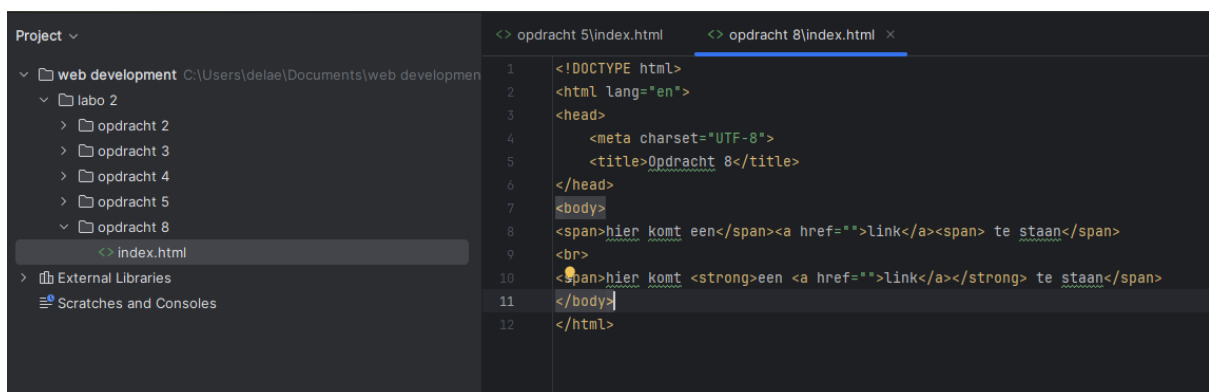 Project
web development C:\Users\delae\Documents\web developmen
labo 2
opdracht 2
opdracht 3
opdracht 4
opdracht 5
opdracht 8
<> index.html
External Libraries
Scratches and Consoles
<> opdracht 5\index.html <> opdracht 8\index.html ×
1 <!DOCTYPE html>
2 <html lang="en">
3 <head>
4 <meta charset="UTF-8">
5 <title>Opdracht 8</title>
6 </head>
7 <body>
8 <span>hier komt een</span><a href="">link</a><span> te staan</span>
9 <br>
10 <span>hier komt <strong>een <a href="">link</a></strong> te staan</span>
11 </body>
12 </html>